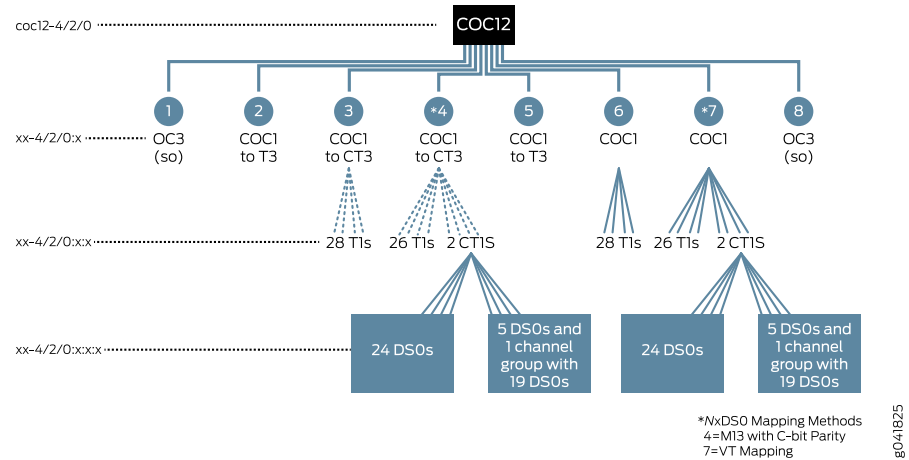 coc12-4/2/0
COC12
1 2 3 *4 5 6 *7 8
xx-4/2/0:x
OC3
(so)
COC1
to T3
COC1
to CT3
COC1
to CT3
COC1
to T3
COC1
COC1
OC3
(so)
xx-4/2/0:x:x
28 T1s 26 T1s 2 CT1S 28 T1s 26 T1s 2 CT1S
xx-4/2/0:x:x:x
24 DS0s
5 DS0s and
1 channel
group with
19 DS0s
24 DS0s
5 DS0s and
1 channel
group with
19 DS0s
*NxDS0 Mapping Methods
4=M13 with C-bit Parity
7=VT Mapping
g041825